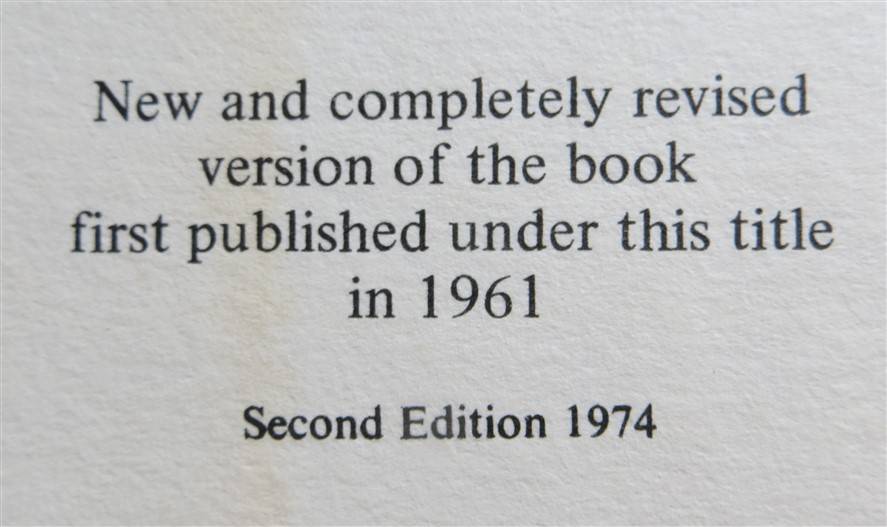 New and completely revised
version of the book
first published under this title
in 1961
Second Edition 1974